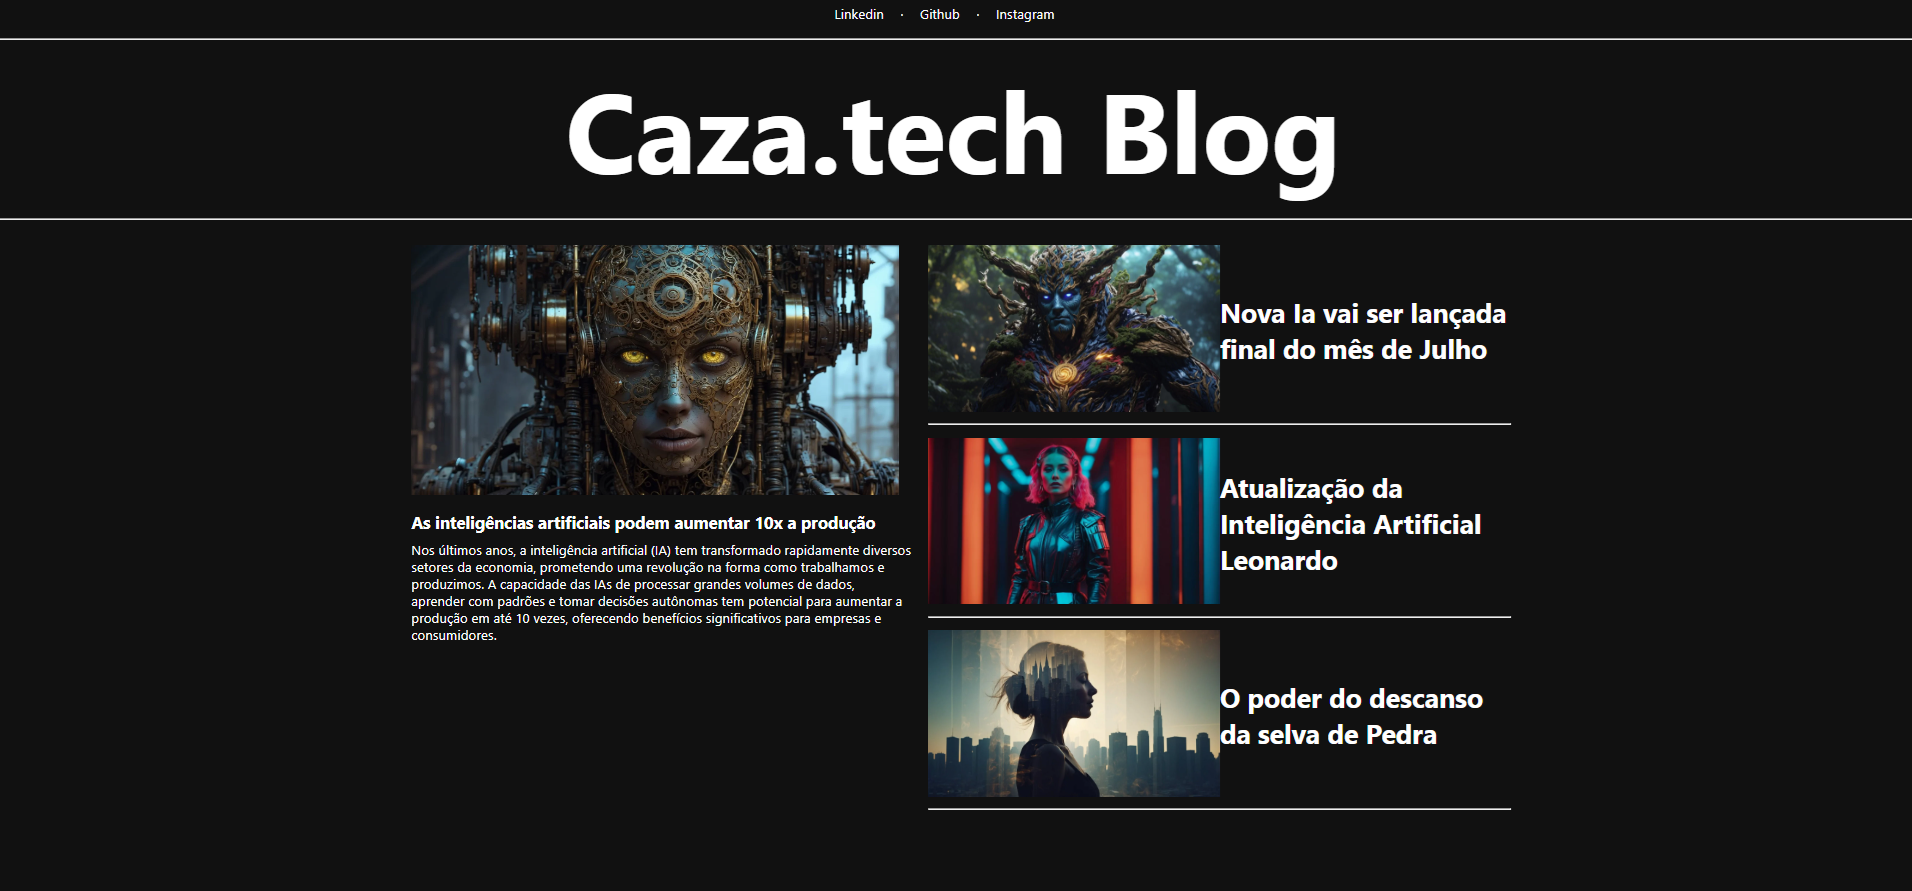 Linkedin · Github · Instagram
Caza.tech Blog
As inteligências artificiais podem aumentar 10x a produção
Nos últimos anos, a inteligência artificial (IA) tem transformado rapidamente diversos
setores da economia, prometendo uma revolução na forma como trabalhamos e
produzimos. A capacidade das IAs de processar grandes volumes de dados,
aprender com padrões e tomar decisões autônomas tem potencial para aumentar a
produção em até 10 vezes, oferecendo benefícios significativos para empresas e
consumidores.
Nova Ia vai ser lançada
final do mês de Julho
Atualização da
Inteligência Artificial
Leonardo
O poder do descanso
da selva de Pedra